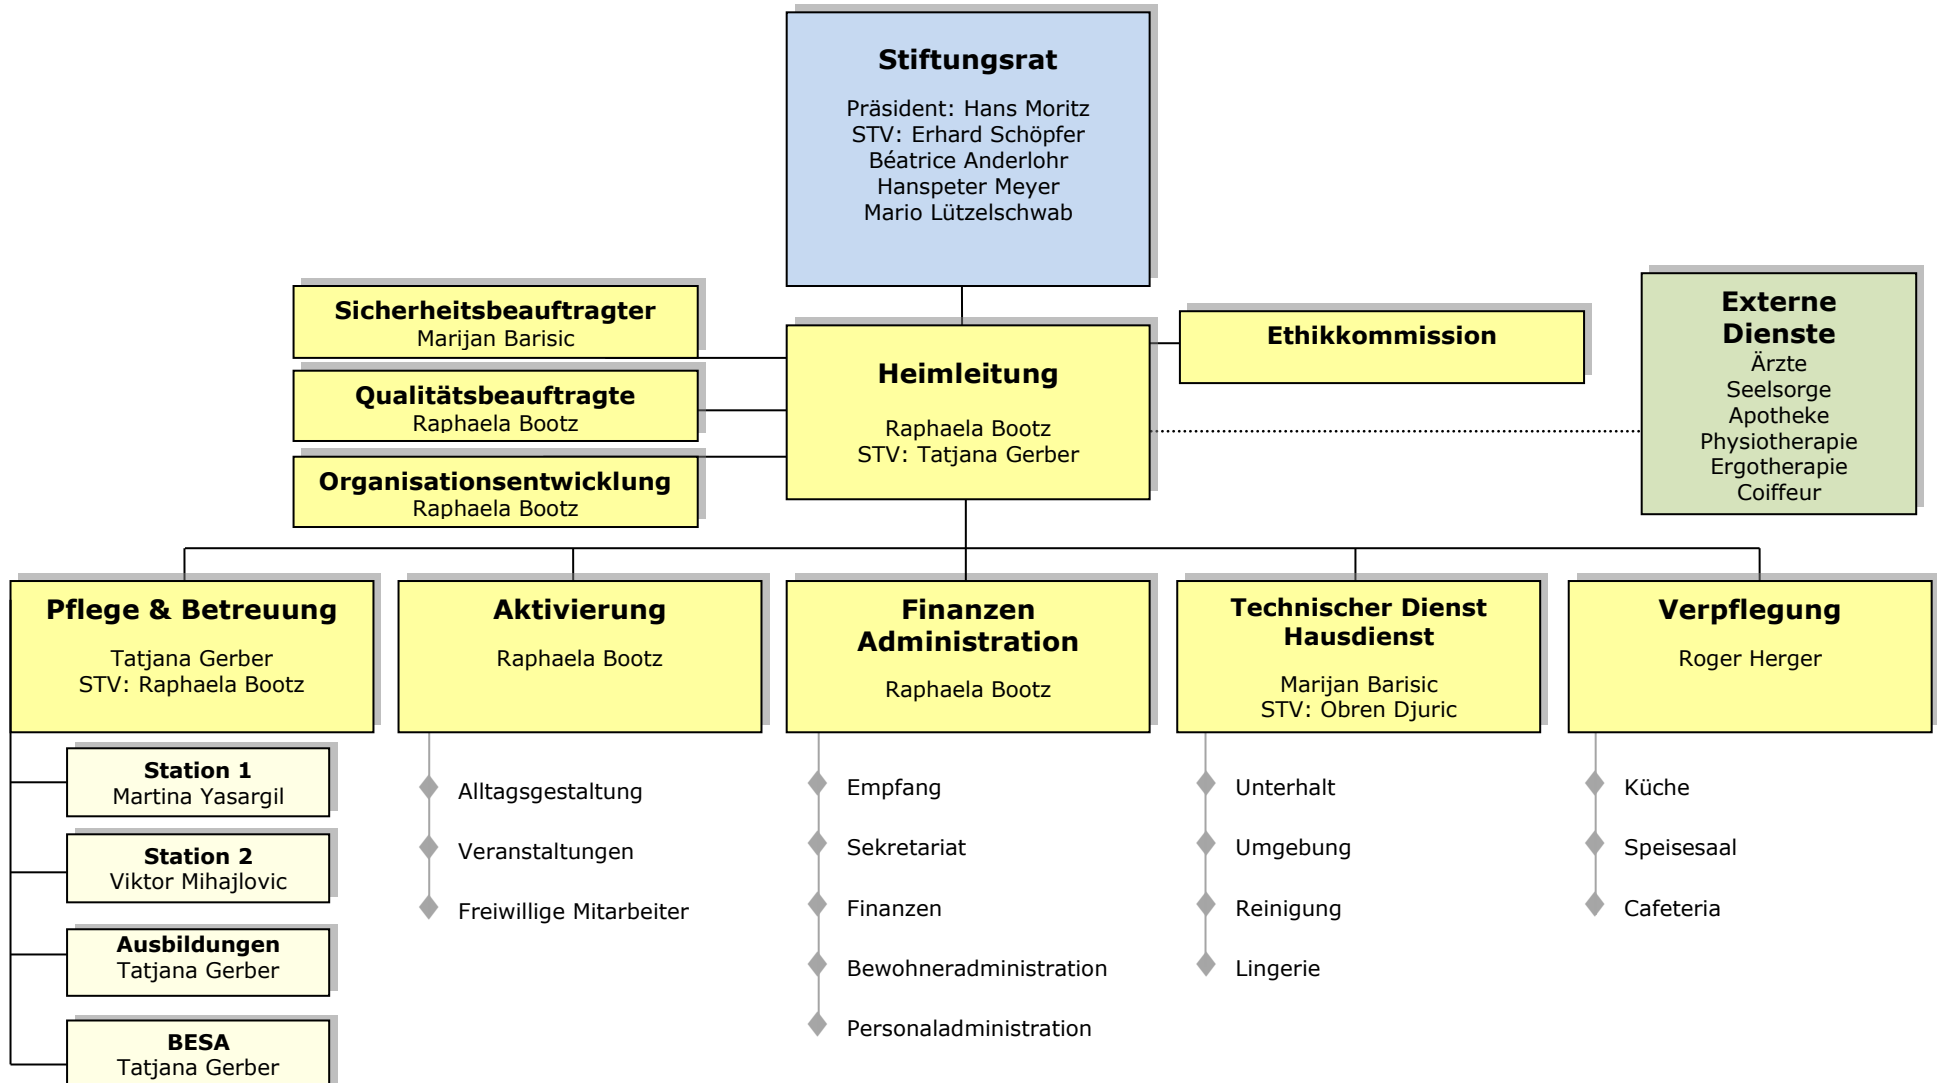 Stiftungsrat
Präsident: Hans Moritz
STV: Erhard Schöpfer
Béatrice Anderlohr
Hanspeter Meyer
Mario Lützelschwab
Sicherheitsbeauftragter
Marijan Barisic
Qualitätsbeauftragte
Raphaela Bootz
Organisationsentwicklung
Raphaela Bootz
Heimleitung
Raphaela Bootz
STV: Tatjana Gerber
Ethikkommission
Externe
Dienste
Ärzte
Seelsorge
Apotheke
Physiotherapie
Ergotherapie
Coiffeur
Pflege & Betreuung
Tatjana Gerber
STV: Raphaela Bootz
Station 1
Martina Yasargil
Station 2
Viktor Mihajlovic
Ausbildungen
Tatjana Gerber
BESA
Tatjana Gerber
Aktivierung
Raphaela Bootz
Alltagsgestaltung
Veranstaltungen
Freiwillige Mitarbeiter
Finanzen
Administration
Raphaela Bootz
Empfang
Sekretariat
Finanzen
Bewohneradministration
Personaladministration
Technischer Dienst
Hausdienst
Marijan Barisic
STV: Obren Djuric
Unterhalt
Umgebung
Reinigung
Lingerie
Verpflegung
Roger Herger
Küche
Speisesaal
Cafeteria